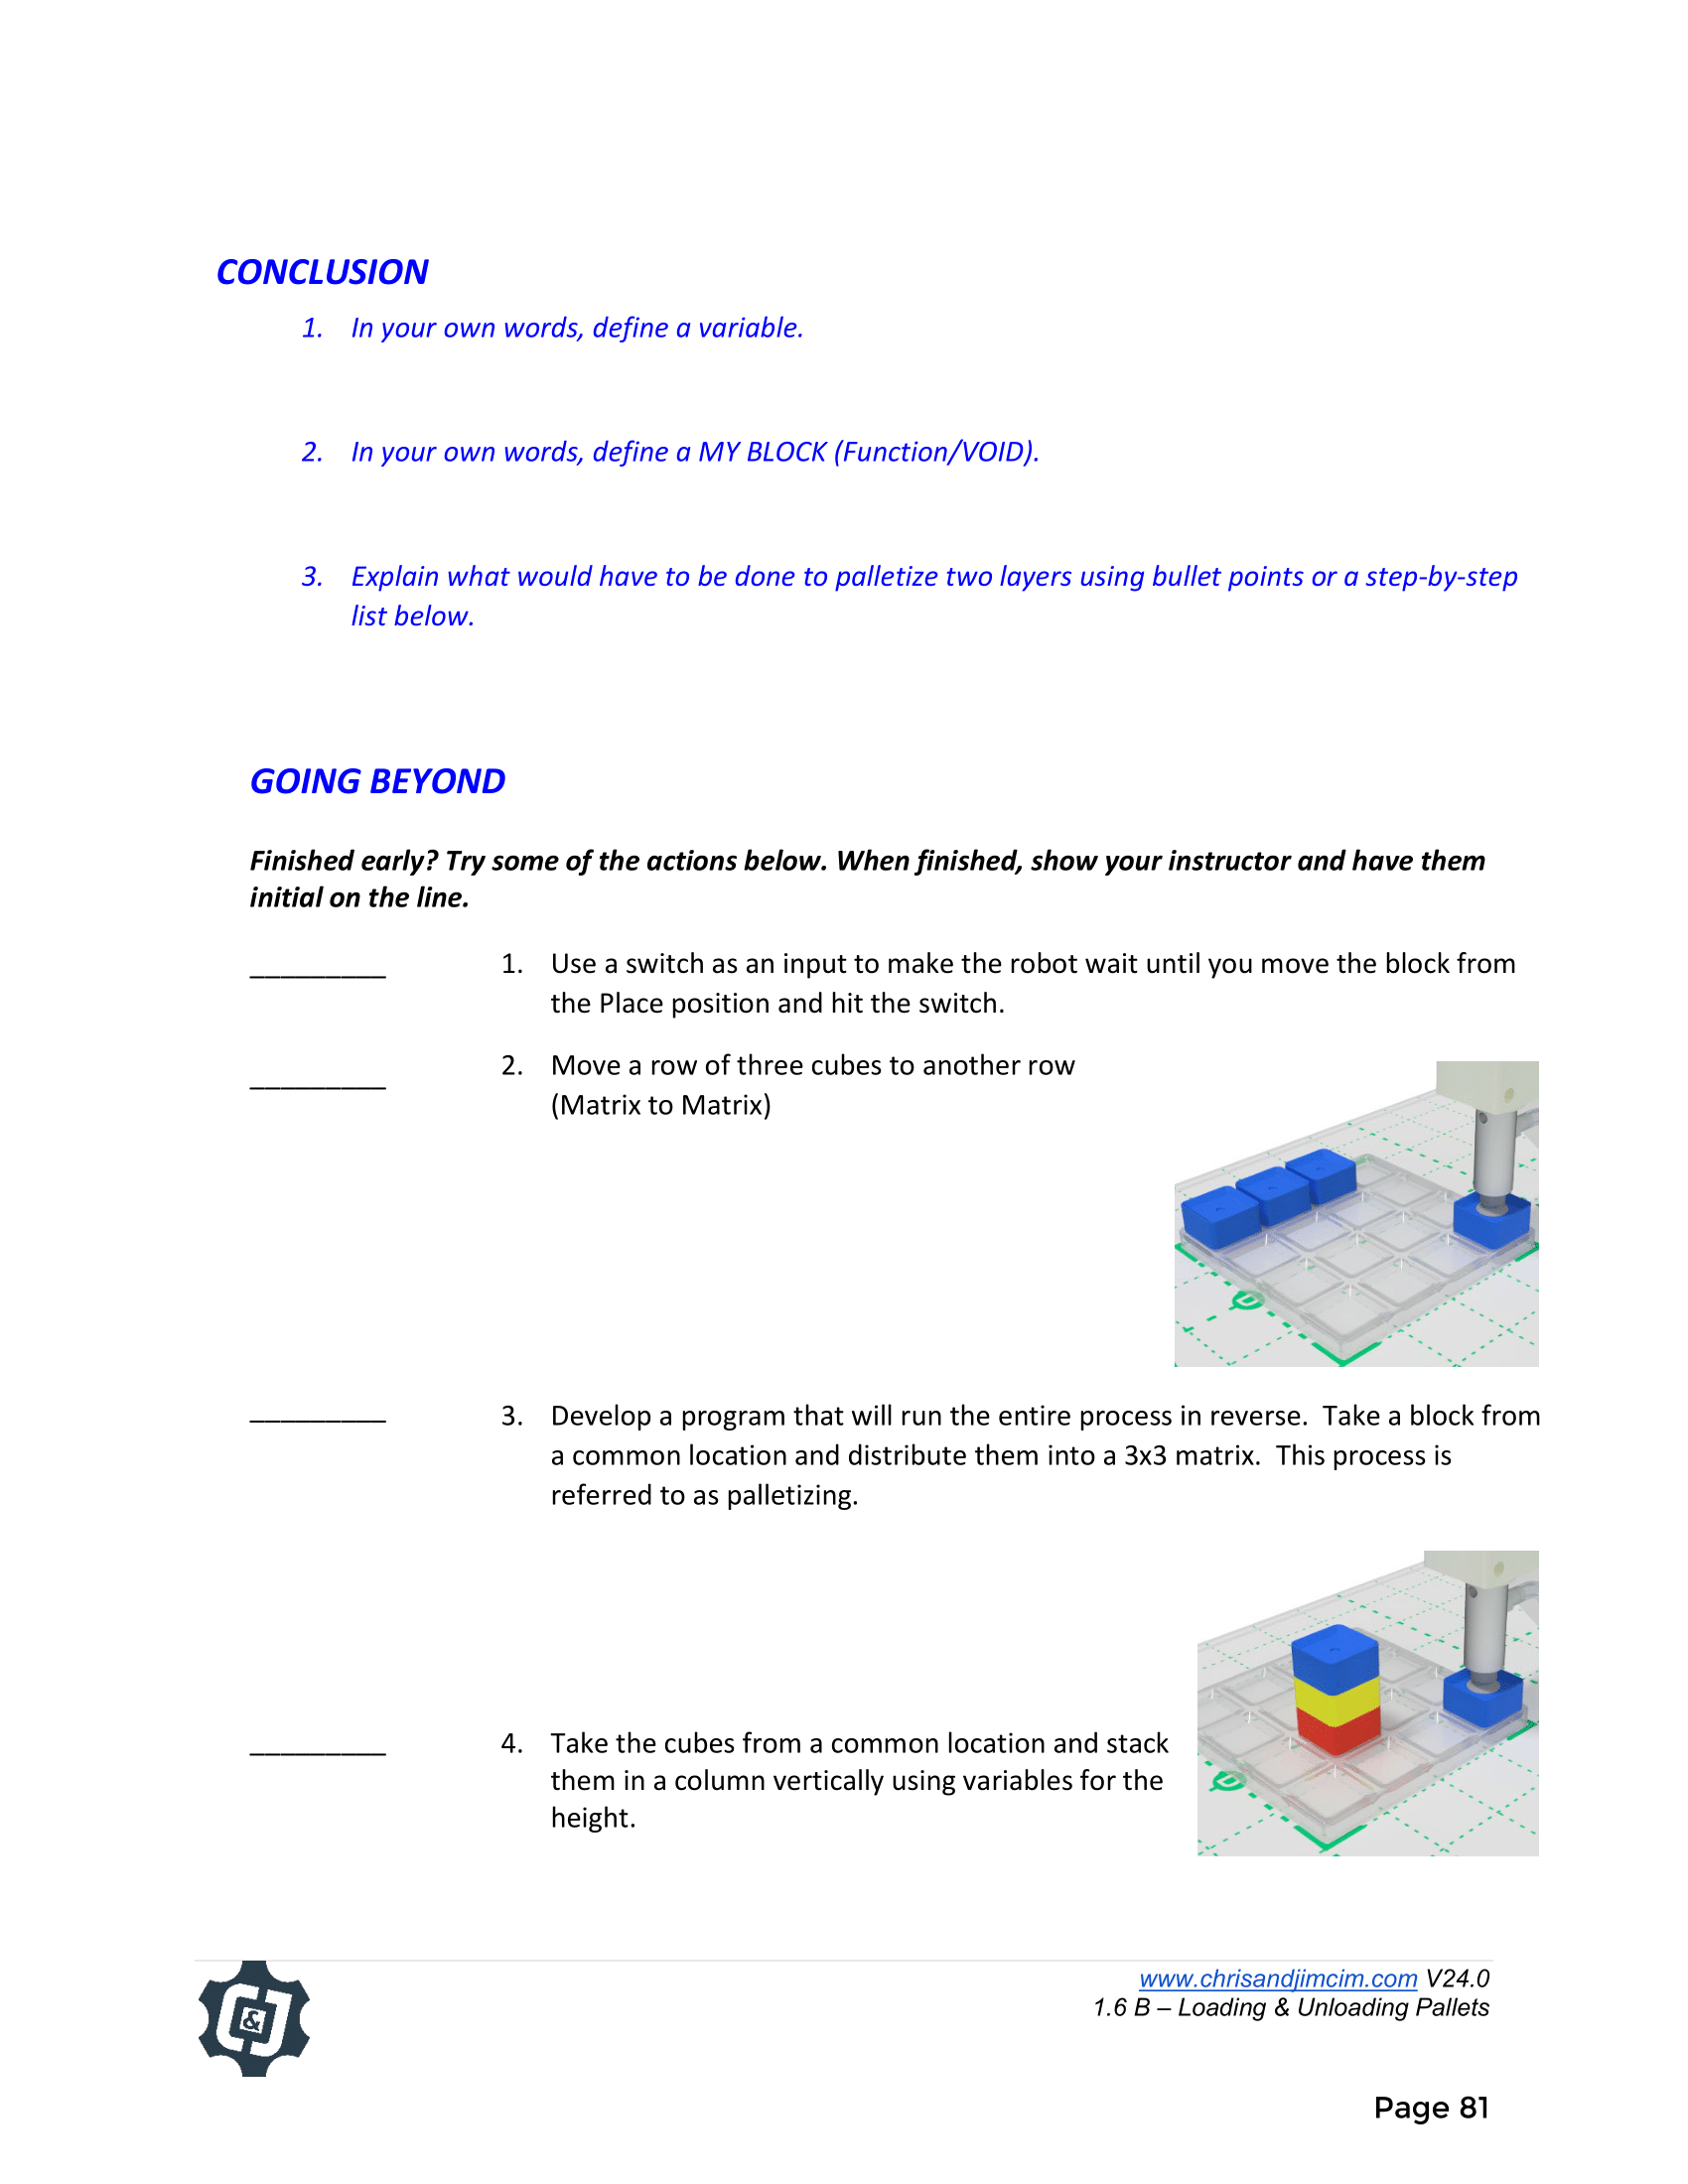 CONCLUSION
1. In your own words, define a variable.
2. In your own words, define a MY BLOCK (Function/VOID).
3. Explain what would have to be done to palletize two layers using bullet points or a step-by-step
list below.
GOING BEYOND
Finished early? Try some of the actions below. When finished, show your instructor and have them
initial on the line.
_________ 1. Use a switch as an input to make the robot wait until you move the block from
the Place position and hit the switch.
_________ 2. Move a row of three cubes to another row
(Matrix to Matrix)
_________ 3. Develop a program that will run the entire process in reverse. Take a block from
a common location and distribute them into a 3x3 matrix. This process is
referred to as palletizing.
_________ 4. Take the cubes from a common location and stack
them in a column vertically using variables for the
height.
www.chrisandjimcim.com V24.0
1.6 B – Loading & Unloading Pallets
C&J
Page 81